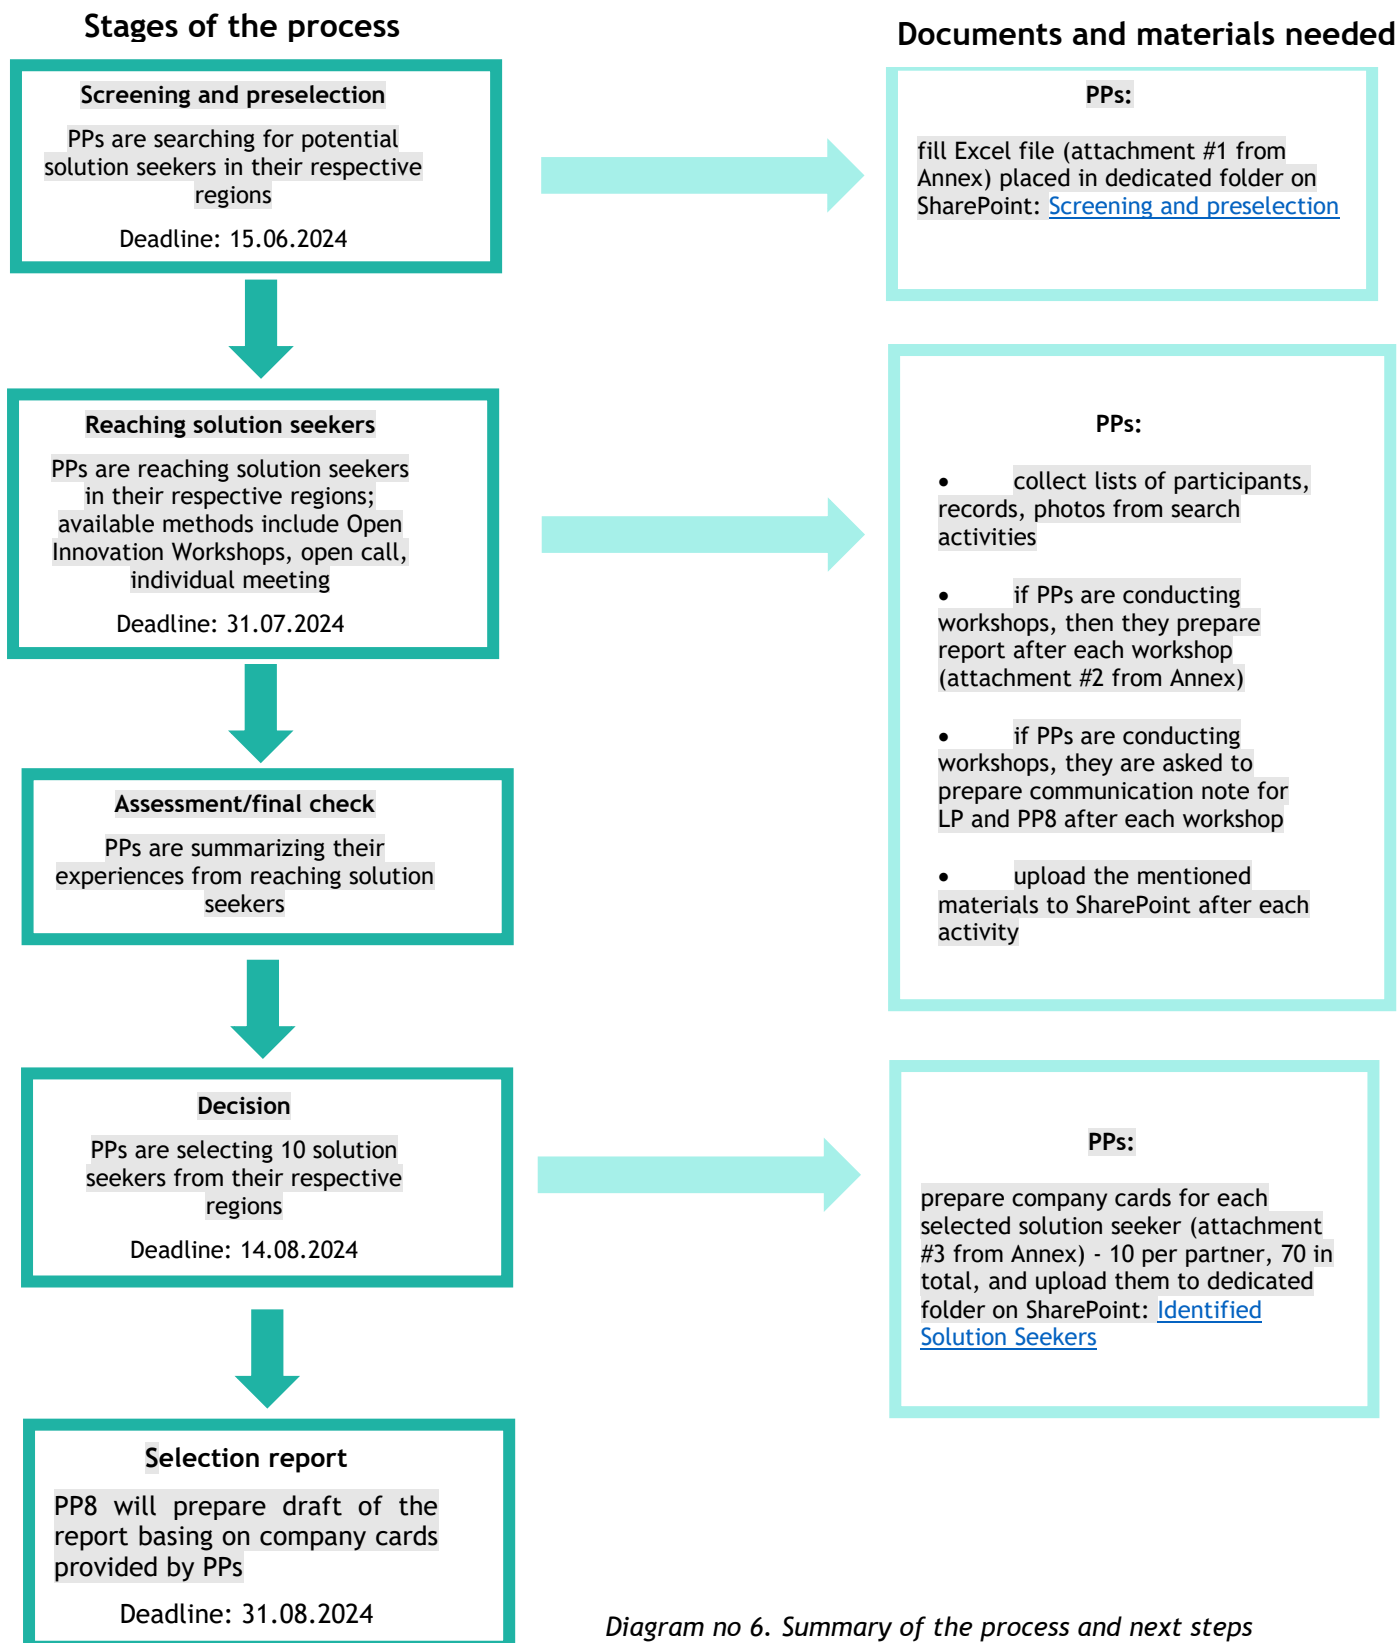 Stages of the process
Documents and materials needed
Screening and preselection
PPs are searching for potential
solution seekers in their respective
regions
Deadline: 15.06.2024
PPs:
fill Excel file (attachment #1 from
Annex) placed in dedicated folder on
SharePoint: Screening and preselection
Reaching solution seekers
PPs are reaching solution seekers
in their respective regions;
available methods include Open
Innovation Workshops, open call,
individual meeting
Deadline: 31.07.2024
PPs:
• collect lists of participants,
records, photos from search
activities
• if PPs are conducting
workshops, then they prepare
report after each workshop
(attachment #2 from Annex)
• if PPs are conducting
workshops, they are asked to
prepare communication note for
LP and PP8 after each workshop
• upload the mentioned
materials to SharePoint after each
activity
Assessment/final check
PPs are summarizing their
experiences from reaching solution
seekers
Decision
PPs are selecting 10 solution
seekers from their respective
regions
Deadline: 14.08.2024
PPs:
prepare company cards for each
selected solution seeker (attachment
#3 from Annex) - 10 per partner, 70 in
total, and upload them to dedicated
folder on SharePoint: Identified
Solution Seekers
Selection report
PP8 will prepare draft of the
report basing on company cards
provided by PPs
Deadline: 31.08.2024
Diagram no 6. Summary of the process and next steps